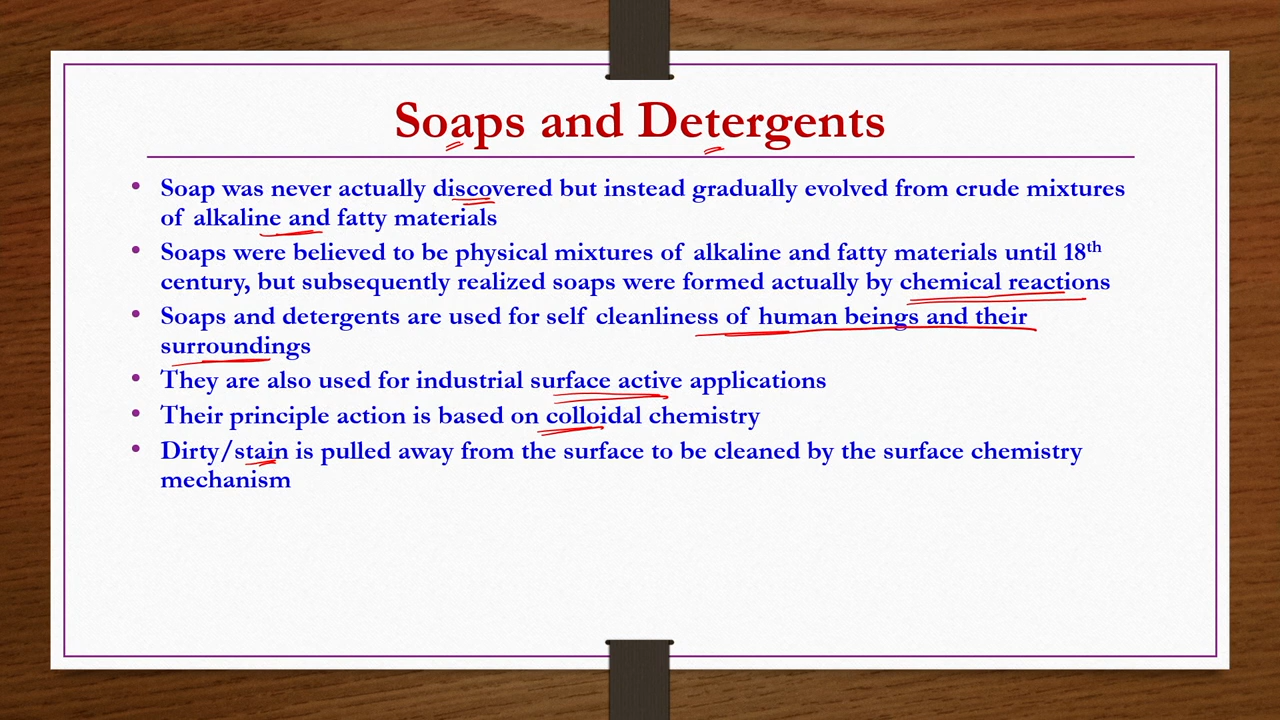 Soaps and Detergents
• Soap was never actually discovered but instead gradually evolved from crude mixtures
of alkaline and fatty materials
• Soaps were believed to be physical mixtures of alkaline and fatty materials until 18th
century, but subsequently realized soaps were formed actually by chemical reactions
• Soaps and detergents are used for self cleanliness of human beings and their
surroundings
• They are also used for industrial surface active applications
• Their principle action is based on colloidal chemistry
• Dirty/stain is pulled away from the surface to be cleaned by the surface chemistry
mechanism